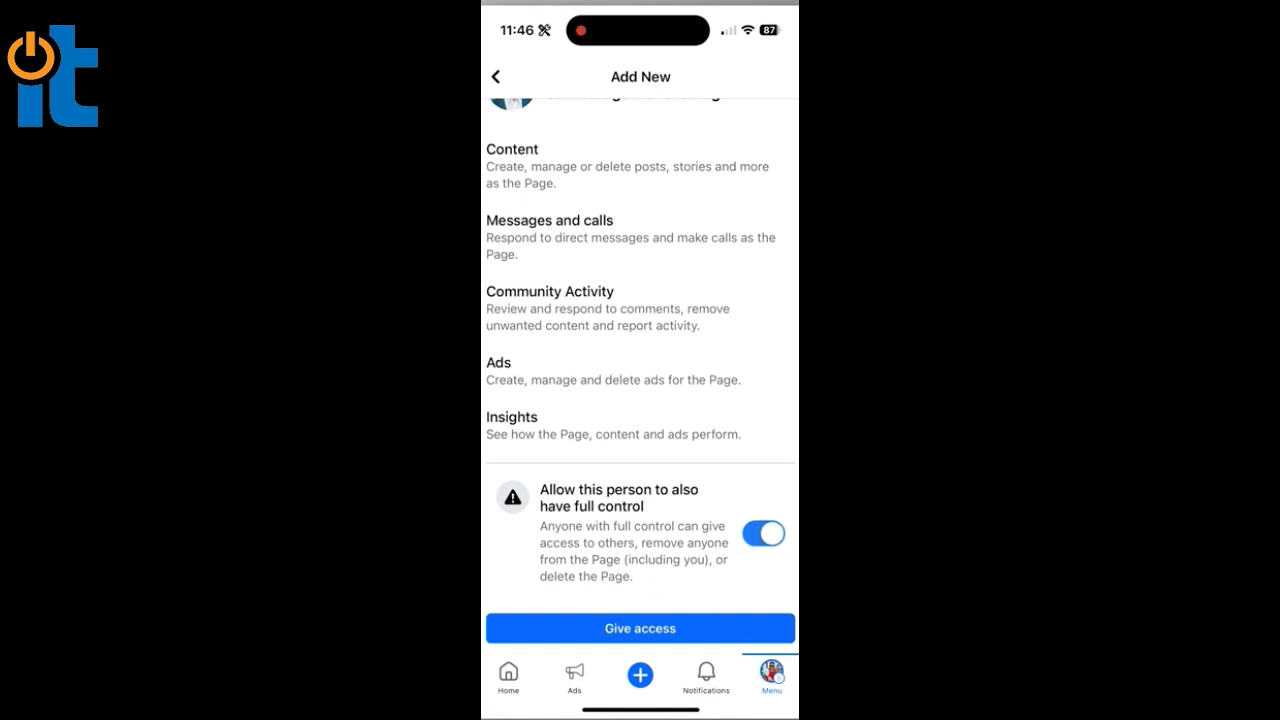 it
11:46
87
Add New
Content
Create, manage or delete posts, stories and more
as the Page.
Messages and calls
Respond to direct messages and make calls as the
Page.
Community Activity
Review and respond to comments, remove
unwanted content and report activity.
Ads
Create, manage and delete ads for the Page.
Insights
See how the Page, content and ads perform.
Allow this person to also
have full control
Anyone with full control can give
access to others, remove anyone
from the Page (including you), or
delete the Page.
Give access
Home
Ads
Notifications
Menu